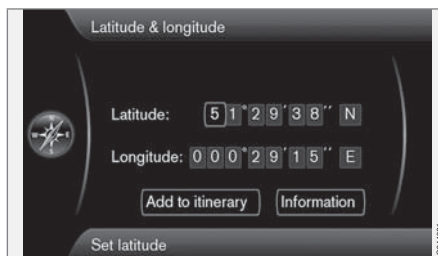 Latitude & longitude
Latitude: 51°29'38'' N
Longitude: 000°29'15'' E
Add to itinerary Information
Set latitude